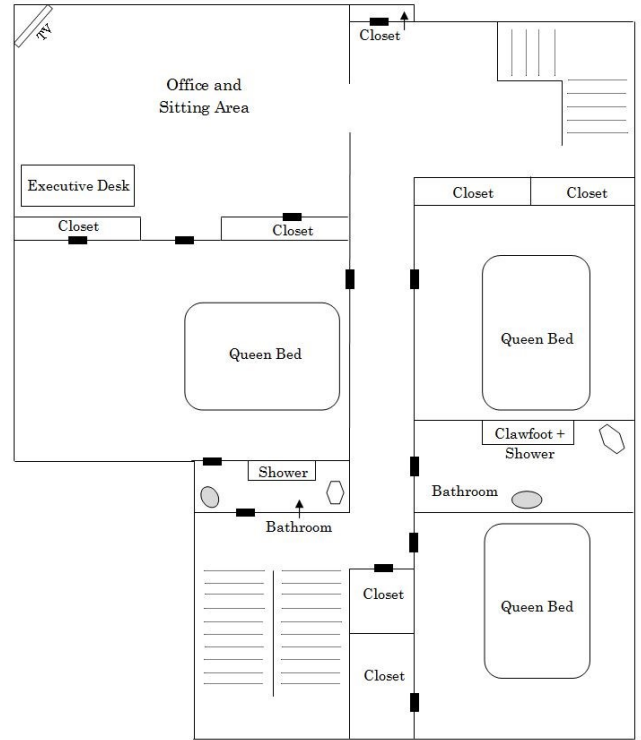 TV
Closet
Office and
Sitting Area
Executive Desk
Closet
Closet
Closet
Closet
Queen Bed
Queen Bed
Clawfoot +
Shower
Shower
Bathroom
Bathroom
Closet
Queen Bed
Closet